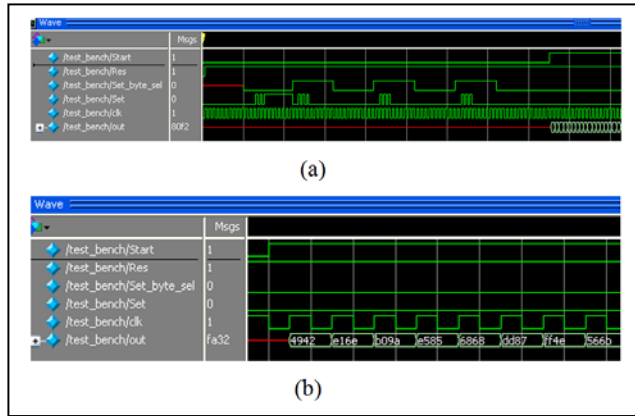 Wave
Msgs
/test_bench/Start 1
/test_bench/Res 1
/test_bench/Set_byte_sel 0
/test_bench/Set 0
/test_bench/clk 1
/test_bench/out 80f2
(a)
Wave
Msgs
/test_bench/Start 1
/test_bench/Res 1
/test_bench/Set_byte_sel 0
/test_bench/Set 0
/test_bench/clk 1
/test_bench/out fa32 4942 e16e b09a e585 6868 dd87 ff4e 566b
(b)